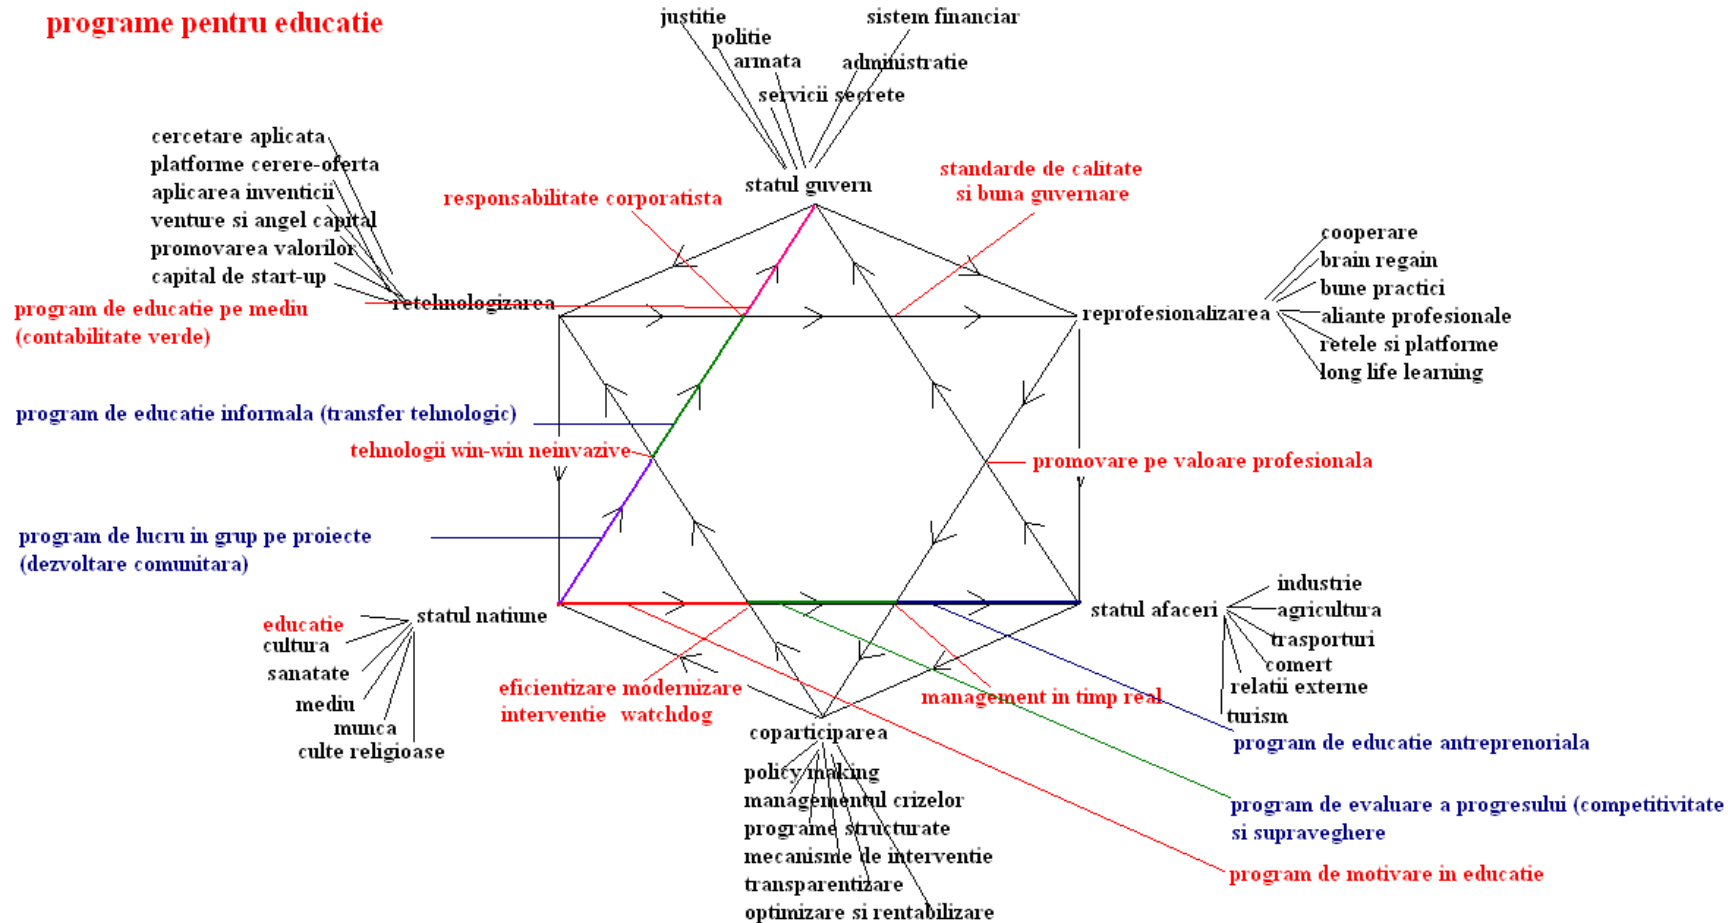 programe pentru educatie
justitie
sistem financiar
politie
armata
administratie
servicii secrete
cercetare aplicata
platforme cerere-oferta
aplicarea inventicii
venture si angel capital
promovarea valorilor
capital de start-up
statul guvern
responsabilitate corporatista
standarde de calitate
si buna guvernare
cooperare
brain regain
bune practici
aliante profesionale
retele si platforme
long life learning
retehnologizarea
reprofesionalizarea
program de educatie pe mediu
(contabilitate verde)
program de educatie informala (transfer tehnologic)
tehnologii win-win neinvazive
promovare pe valoare profesionala
program de lucru in grup pe proiecte
(dezvoltare comunitara)
statul natiune
educatie
cultura
sanatate
mediu
munca
culte religioase
statul afaceri
industrie
agricultura
trasporturi
comert
relatii externe
turism
eficientizare modernizare
interventie watchdog
management in timp real
coparticiparea
policy making
managementul crizelor
programe structurate
mecanisme de interventie
transparentizare
optimizare si rentabilizare
program de educatie antreprenoriala
program de evaluare a progresului (competitivitate
si supraveghere
program de motivare in educatie